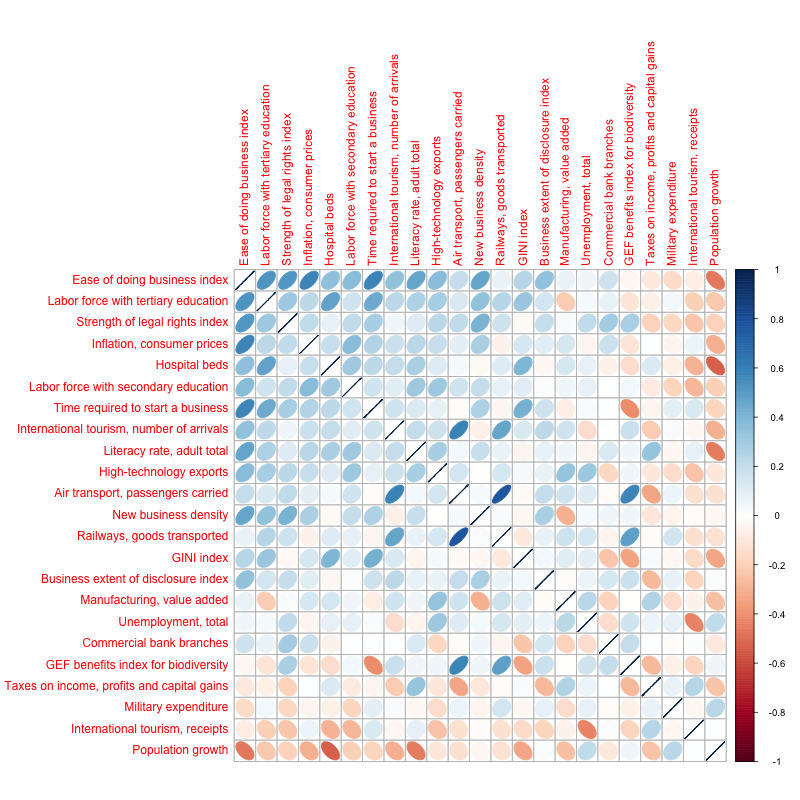 Ease of doing business index
Labor force with tertiary education
Strength of legal rights index
Inflation, consumer prices
Hospital beds
Labor force with secondary education
Time required to start a business
International tourism, number of arrivals
Literacy rate, adult total
High-technology exports
Air transport, passengers carried
New business density
Railways, goods transported
GINI index
Business extent of disclosure index
Manufacturing, value added
Unemployment, total
Commercial bank branches
GEF benefits index for biodiversity
Taxes on income, profits and capital gains
Military expenditure
International tourism, receipts
Population growth
Ease of doing business index
Labor force with tertiary education
Strength of legal rights index
Inflation, consumer prices
Hospital beds
Labor force with secondary education
Time required to start a business
International tourism, number of arrivals
Literacy rate, adult total
High-technology exports
Air transport, passengers carried
New business density
Railways, goods transported
GINI index
Business extent of disclosure index
Manufacturing, value added
Unemployment, total
Commercial bank branches
GEF benefits index for biodiversity
Taxes on income, profits and capital gains
Military expenditure
International tourism, receipts
Population growth
1
0.8
0.6
0.4
0.2
0
-0.2
-0.4
-0.6
-0.8
-1